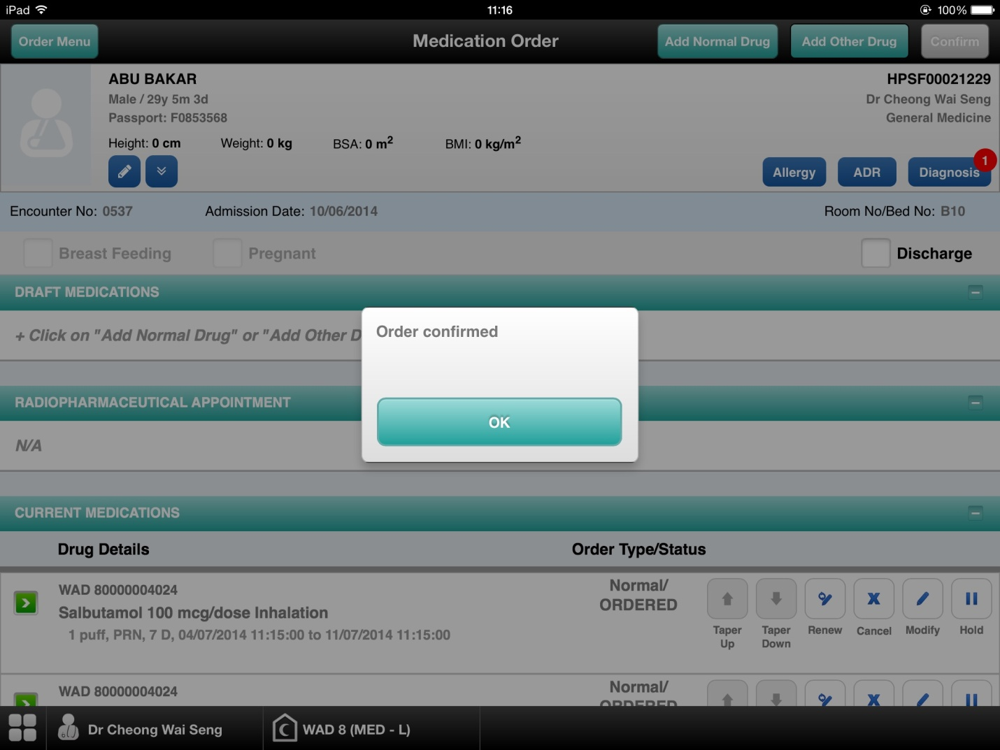 iPad 11:16 100%
Order Menu Medication Order Add Normal Drug Add Other Drug Confirm
ABU BAKAR HPSF00021229
Male / 29y 5m 3d Dr Cheong Wai Seng
Passport: F0853568 General Medicine
Height: 0 cm Weight: 0 kg BSA: 0 m² BMI: 0 kg/m²
Allergy ADR Diagnosis 1
Encounter No: 0537 Admission Date: 10/06/2014 Room No/Bed No: B10
Breast Feeding Pregnant Discharge
DRAFT MEDICATIONS
+ Click on "Add Normal Drug" or "Add Other D
Order confirmed
OK
RADIOPHARMACEUTICAL APPOINTMENT
N/A
CURRENT MEDICATIONS
Drug Details Order Type/Status
WAD 80000004024 Normal/
ORDERED
Salbutamol 100 mcg/dose Inhalation
1 puff, PRN, 7 D, 04/07/2014 11:15:00 to 11/07/2014 11:15:00
Taper Up Taper Down Renew Cancel Modify Hold
WAD 80000004024 Normal/
ORDERED
Dr Cheong Wai Seng WAD 8 (MED - L)